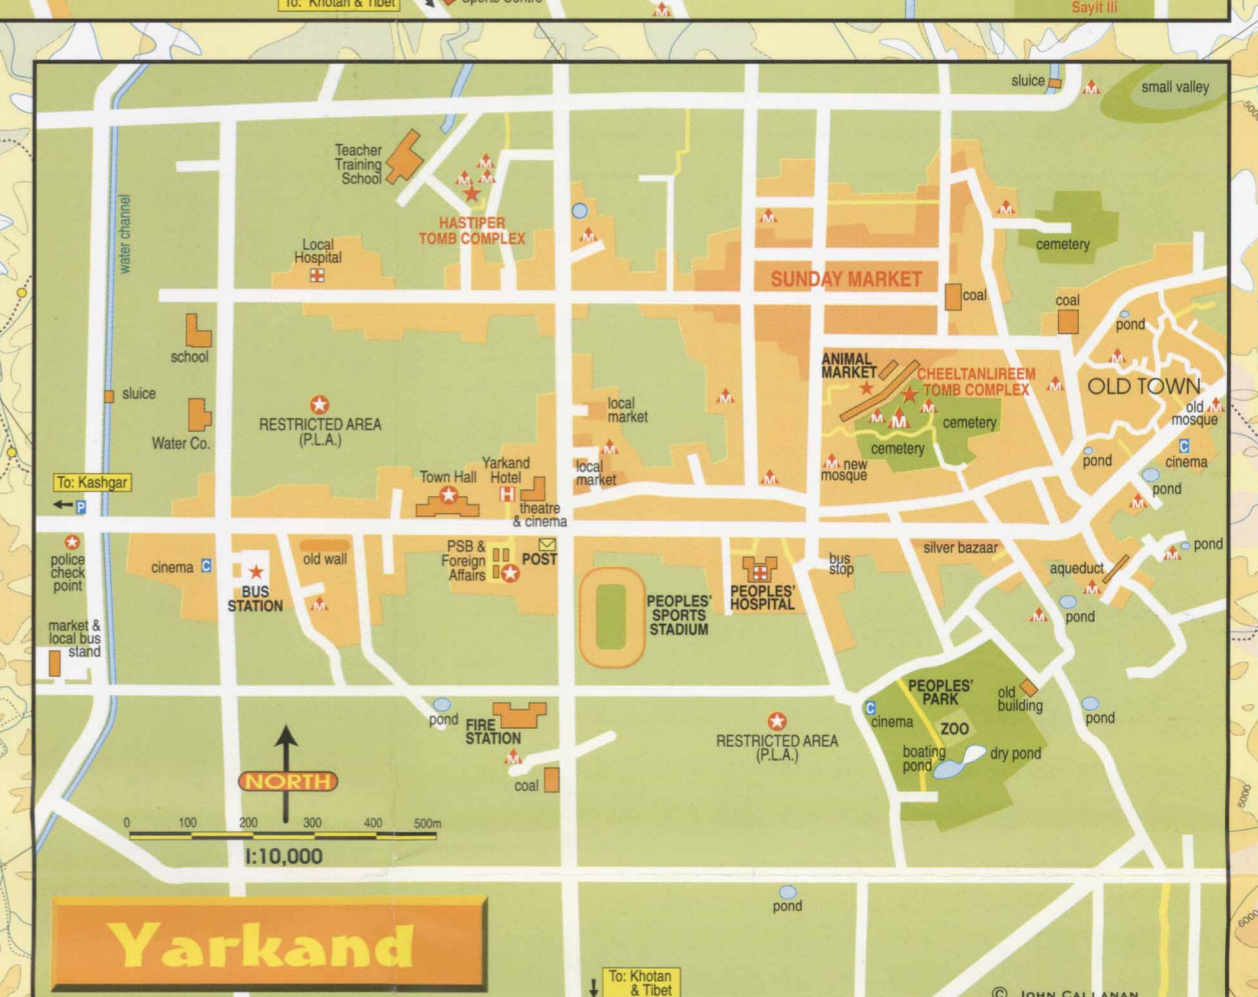 To: Khotan & Tibet
Sports Centre
Sayit Ili
sluice
small valley
Teacher
Training
School
water channel
HASTIPER
TOMB COMPLEX
Local
Hospital
cemetery
SUNDAY MARKET
coal
coal
pond
school
ANIMAL
MARKET
CHEELTANLIREEM
TOMB COMPLEX
OLD TOWN
sluice
local
market
old
mosque
RESTRICTED AREA
(P.L.A.)
cemetery
Water Co.
cemetery
cinema
pond
local
market
new
mosque
Yarkand
Hotel
Town Hall
To: Kashgar
P
pond
theatre
& cinema
H
police
check
point
PSB &
Foreign
Affairs
POST
silver bazaar
pond
cinema
C
old wall
bus
stop
aqueduct
BUS
STATION
PEOPLES'
HOSPITAL
PEOPLES'
SPORTS
STADIUM
pond
market &
local bus
stand
PEOPLES'
PARK
old
building
pond
FIRE
STATION
C
cinema
pond
ZOO
RESTRICTED AREA
(P.L.A.)
boating
pond
dry pond
NORTH
coal
5000
0 100 200 300 400 500m
1:10,000
pond
6000
Yarkand
To: Khotan
& Tibet
© JOHN CALLANAN